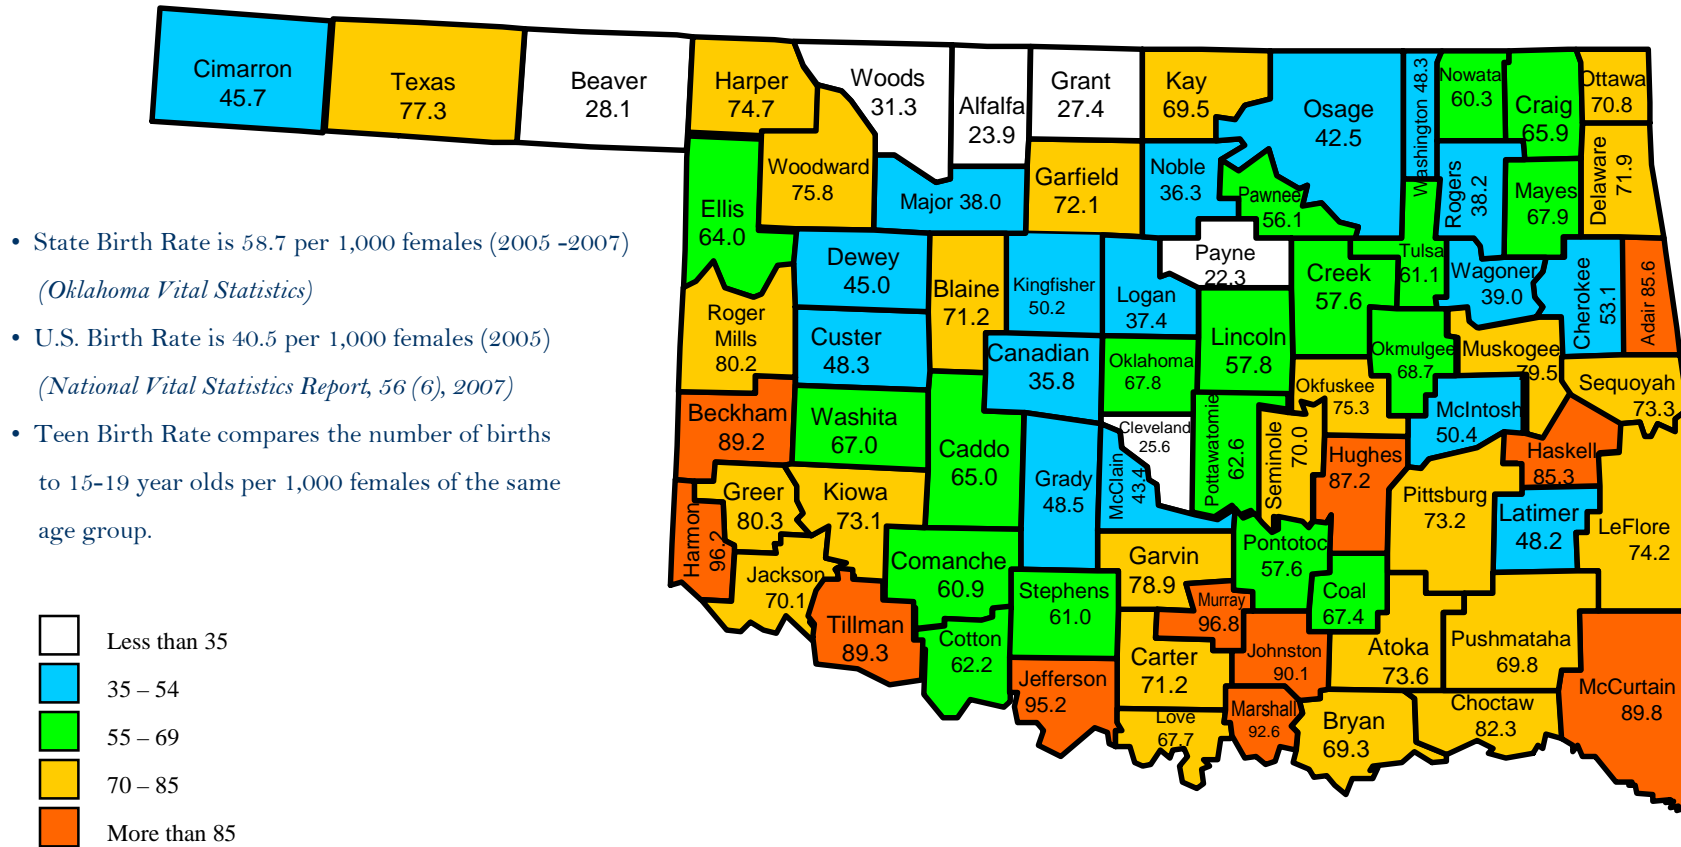 Cimarron
45.7
Texas
77.3
Beaver
28.1
Harper
74.7
Woods
31.3
Alfalfa
23.9
Grant
27.4
Kay
69.5
Osage
42.5
Washington 48.3
Nowata
60.3
Craig
65.9
Ottawa
70.8
Woodward
75.8
Major 38.0
Garfield
72.1
Noble
36.3
Pawnee
56.1
Rogers
38.2
Mayes
67.9
Delaware
71.9
Ellis
64.0
Dewey
45.0
Blaine
71.2
Kingfisher
50.2
Logan
37.4
Payne
22.3
Creek
57.6
Tulsa
61.1
Wagoner
39.0
Cherokee
53.1
Adair 85.6
Roger
Mills
80.2
Custer
48.3
Canadian
35.8
Oklahoma
67.8
Lincoln
57.8
Okmulgee
68.7
Muskogee
79.5
Okfuskee
75.3
Sequoyah
73.3
Beckham
89.2
Washita
67.0
Caddo
65.0
Grady
48.5
Cleveland
25.6
McClain
43.4
Pottawatomie
62.6
Seminole
70.0
Hughes
87.2
McIntosh
50.4
Haskell
85.3
Pittsburg
73.2
Latimer
48.2
LeFlore
74.2
Harmon
96.2
Greer
80.3
Kiowa
73.1
Jackson
70.1
Comanche
60.9
Stephens
61.0
Garvin
78.9
Murray
96.8
Pontotoc
57.6
Coal
67.4
Tillman
89.3
Cotton
62.2
Jefferson
95.2
Carter
71.2
Johnston
90.1
Atoka
73.6
Pushmataha
69.8
McCurtain
89.8
Love
67.7
Marshall
92.6
Bryan
69.3
Choctaw
82.3
• State Birth Rate is 58.7 per 1,000 females (2005 -2007)
(Oklahoma Vital Statistics)
• U.S. Birth Rate is 40.5 per 1,000 females (2005)
(National Vital Statistics Report, 56 (6), 2007)
• Teen Birth Rate compares the number of births
to 15-19 year olds per 1,000 females of the same
age group.
Less than 35
35 – 54
55 – 69
70 – 85
More than 85